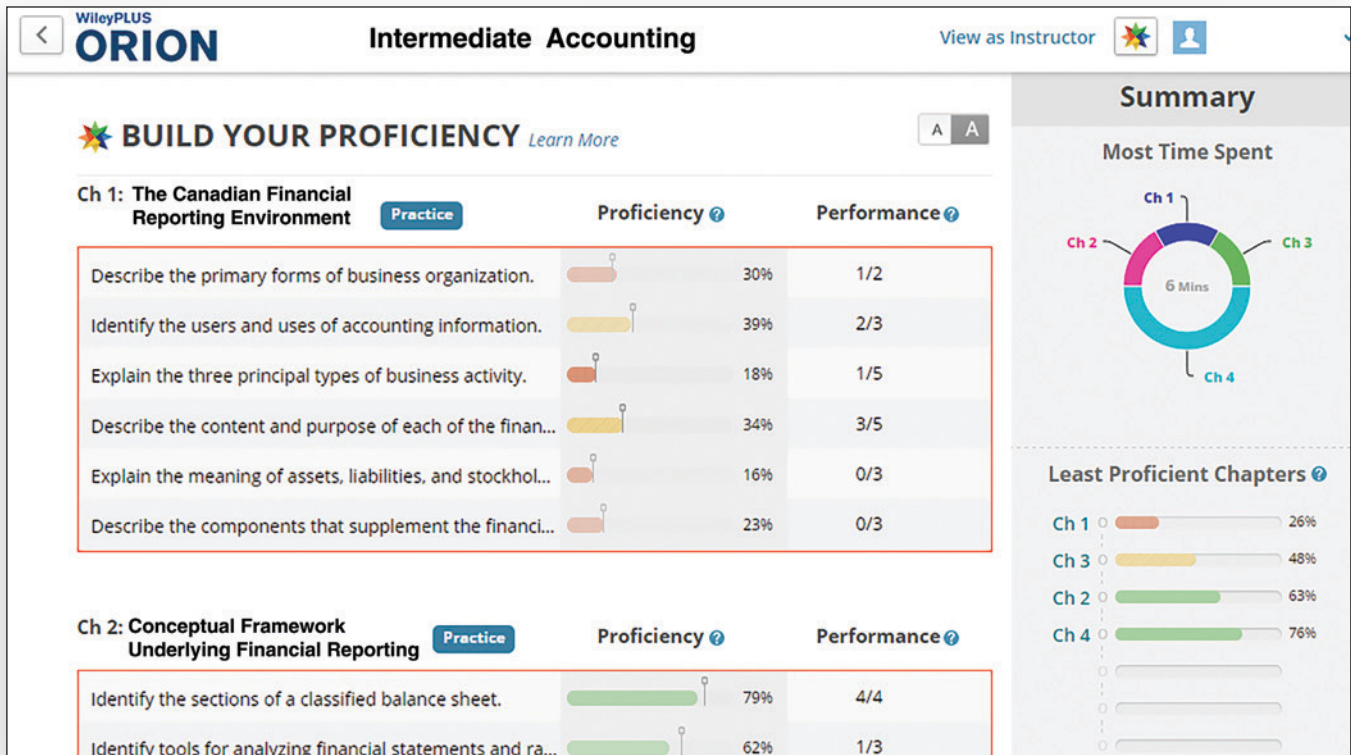 WileyPLUS
ORION
Intermediate Accounting
View as Instructor
BUILD YOUR PROFICIENCY Learn More
A A
Ch 1: The Canadian Financial
Reporting Environment
Practice
Proficiency ?
Performance ?
Describe the primary forms of business organization. 30% 1/2
Identify the users and uses of accounting information. 39% 2/3
Explain the three principal types of business activity. 18% 1/5
Describe the content and purpose of each of the finan... 34% 3/5
Explain the meaning of assets, liabilities, and stockhol... 16% 0/3
Describe the components that supplement the financi... 23% 0/3
Ch 2: Conceptual Framework
Underlying Financial Reporting
Practice
Proficiency ?
Performance ?
Identify the sections of a classified balance sheet. 79% 4/4
Identify tools for analyzing financial statements and ra... 62% 1/3
Summary
Most Time Spent
Ch 1
Ch 2
Ch 3
6 Mins
Ch 4
Least Proficient Chapters ?
Ch 1 26%
Ch 3 48%
Ch 2 63%
Ch 4 76%